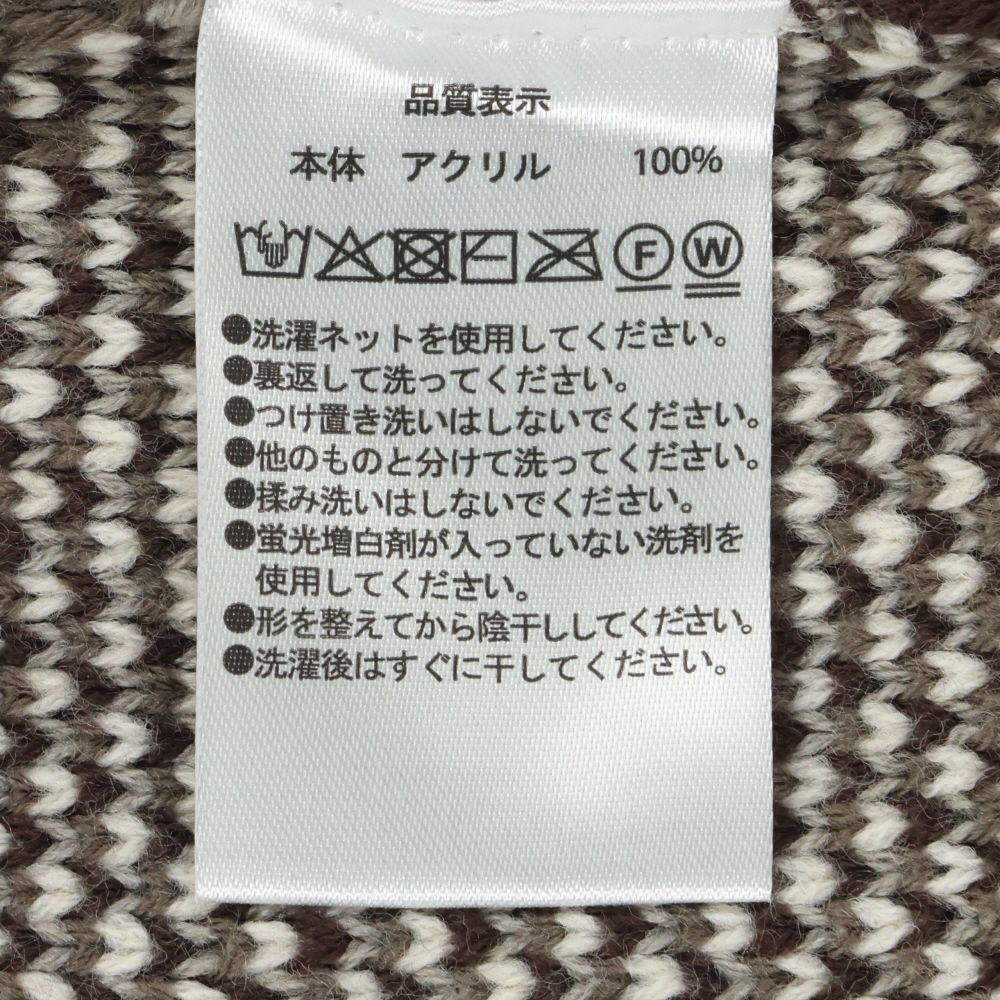 品質表示
本体　アクリル　100%
F W
●洗濯ネットを使用してください。
●裏返して洗ってください。
●つけ置き洗いはしないでください。
●他のものと分けて洗ってください。
●揉み洗いはしないでください。
●蛍光増白剤が入っていない洗剤を
使用してください。
●形を整えてから陰干ししてください。
●洗濯後はすぐに干してください。